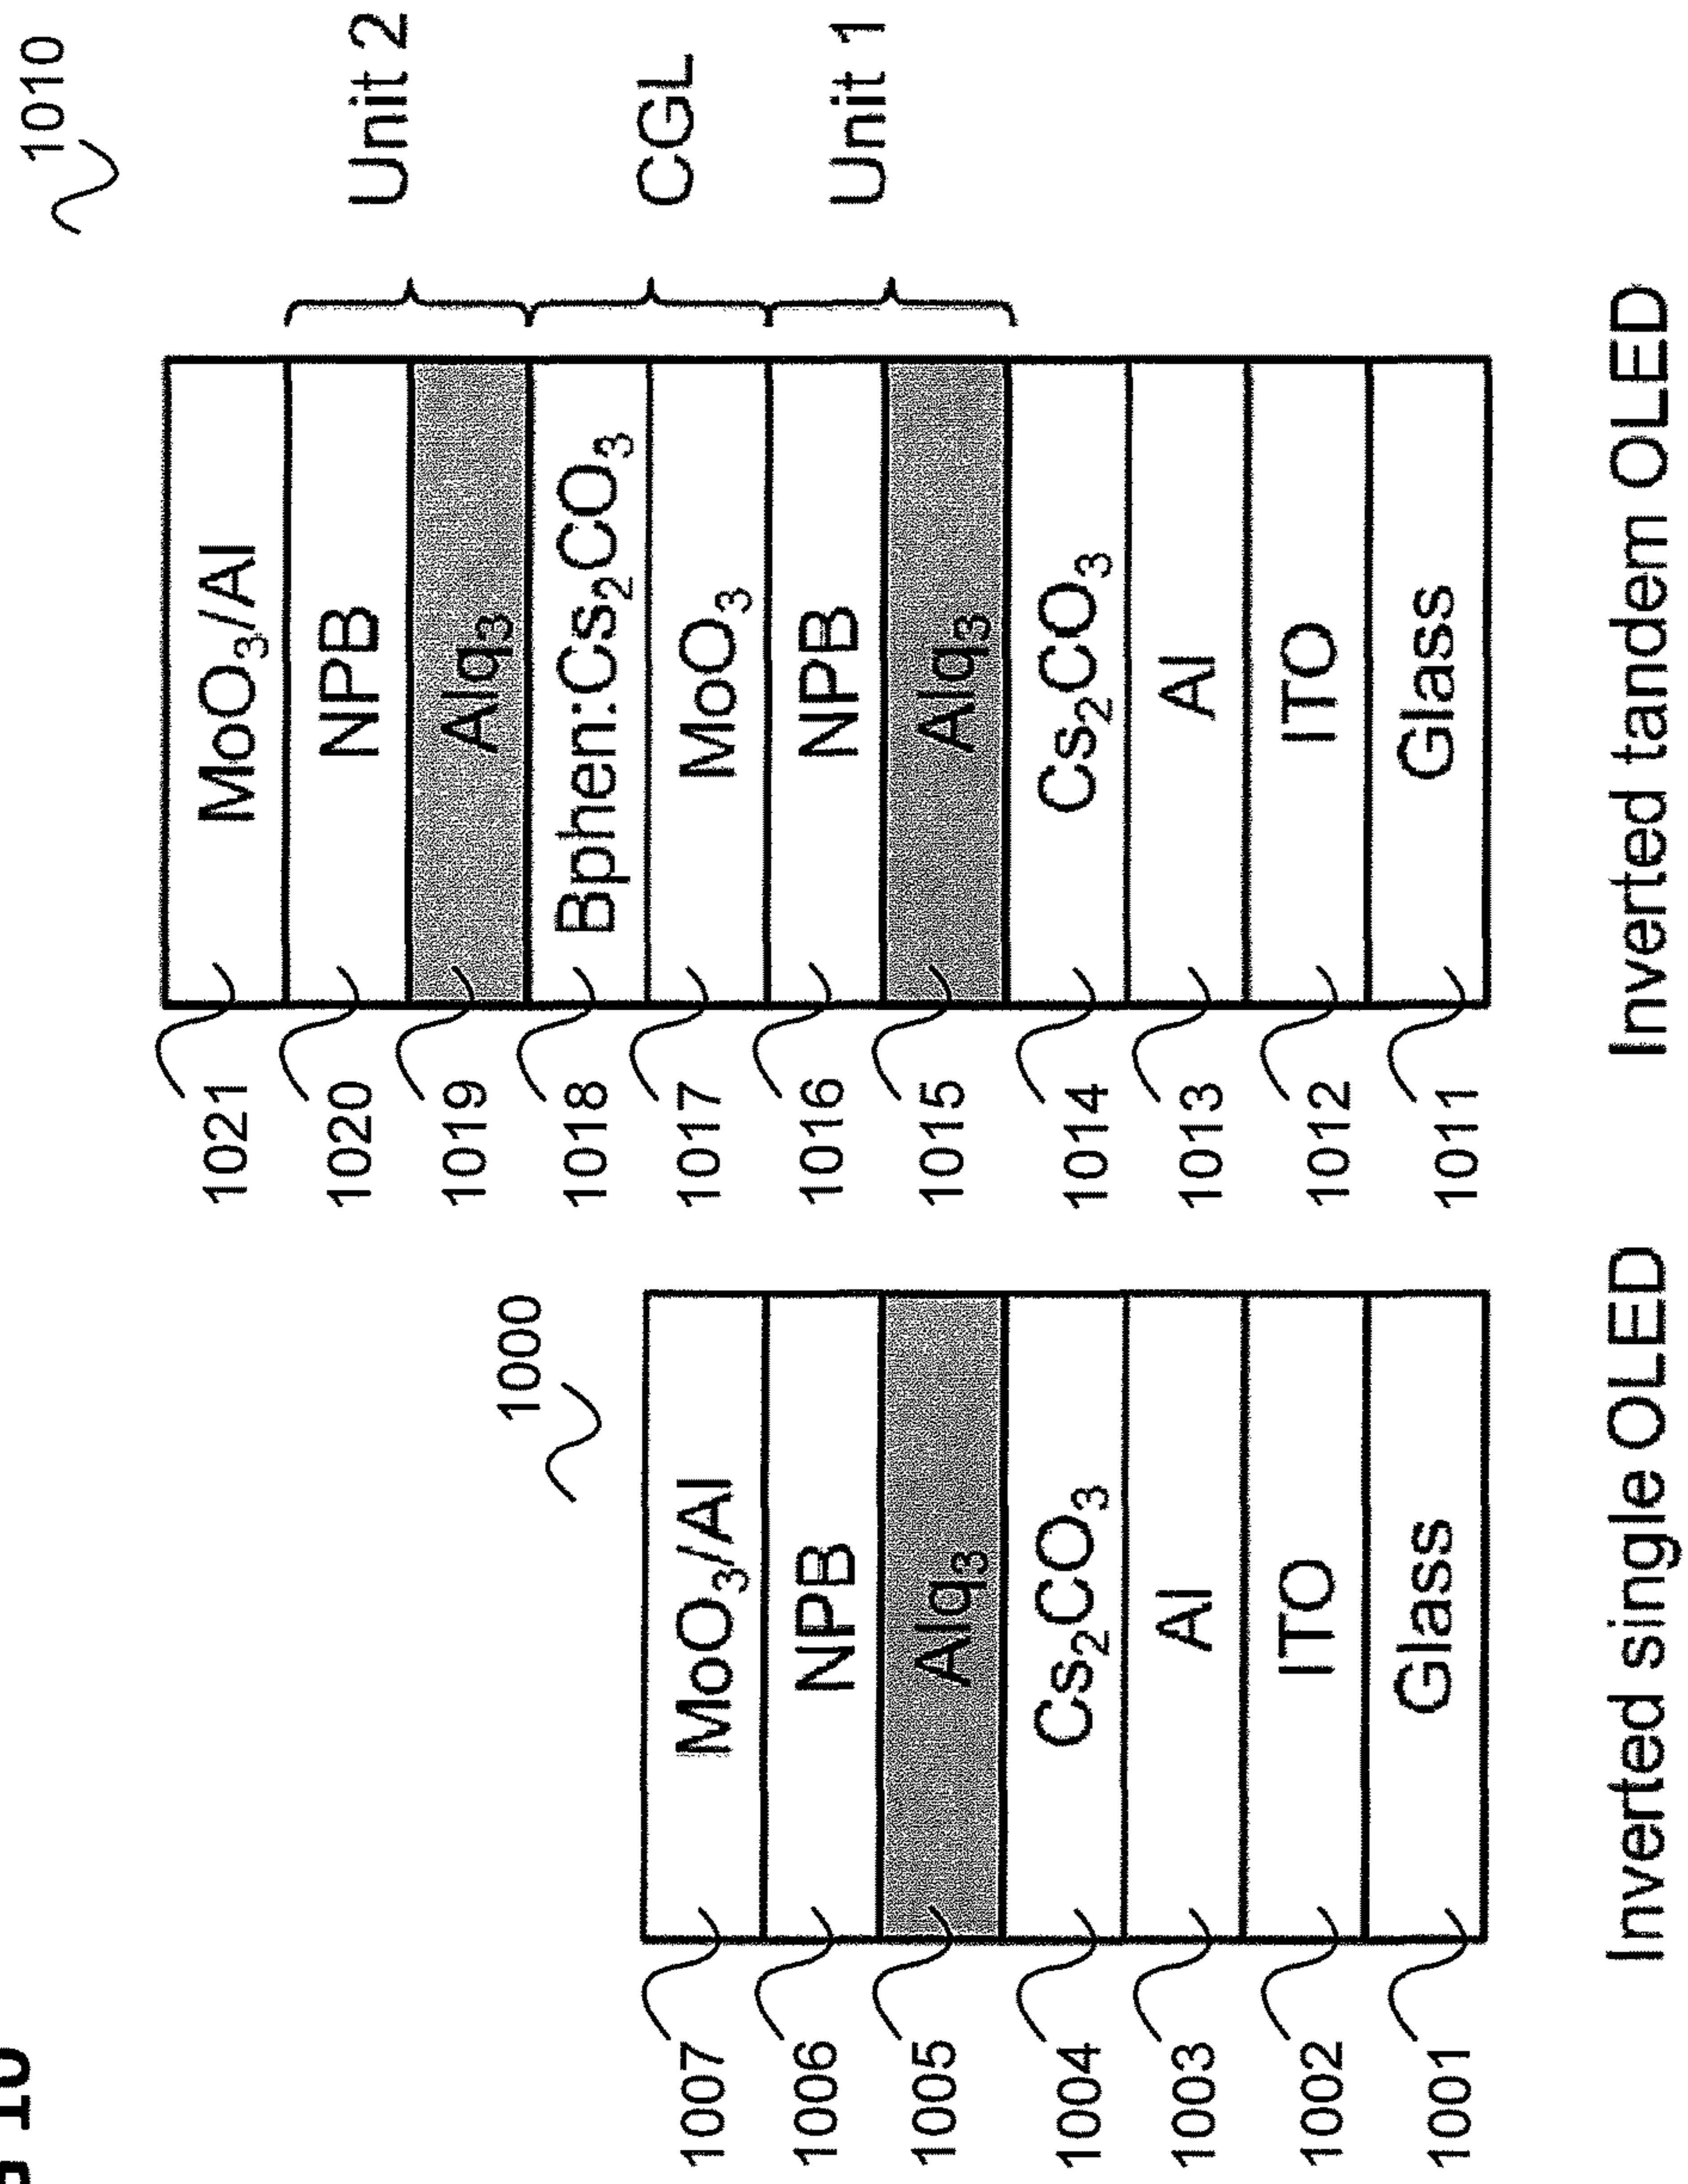 10
1000
1007 MoO₃/Al
1006 NPB
1005 Alq₃
1004 Cs₂CO₃
1003 Al
1002 ITO
1001 Glass
Inverted single OLED
1010
1021 MoO₃/Al
1020 NPB
1019 Alq₃
1018 Bphen:Cs₂CO₃
1017 MoO₃
1016 NPB
1015 Alq₃
1014 Cs₂CO₃
1013 Al
1012 ITO
1011 Glass
Unit 2
CGL
Unit 1
Inverted tandem OLED